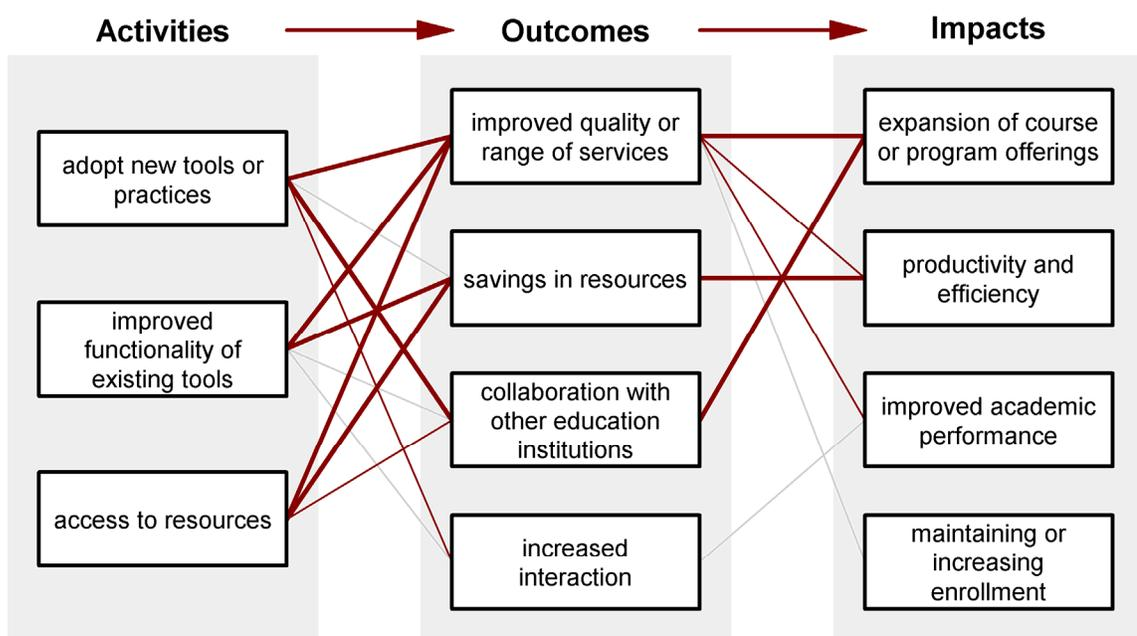 Activities
Outcomes
Impacts
adopt new tools or
practices
improved
functionality of
existing tools
access to resources
improved quality or
range of services
savings in resources
collaboration with
other education
institutions
increased
interaction
expansion of course
or program offerings
productivity and
efficiency
improved academic
performance
maintaining or
increasing
enrollment